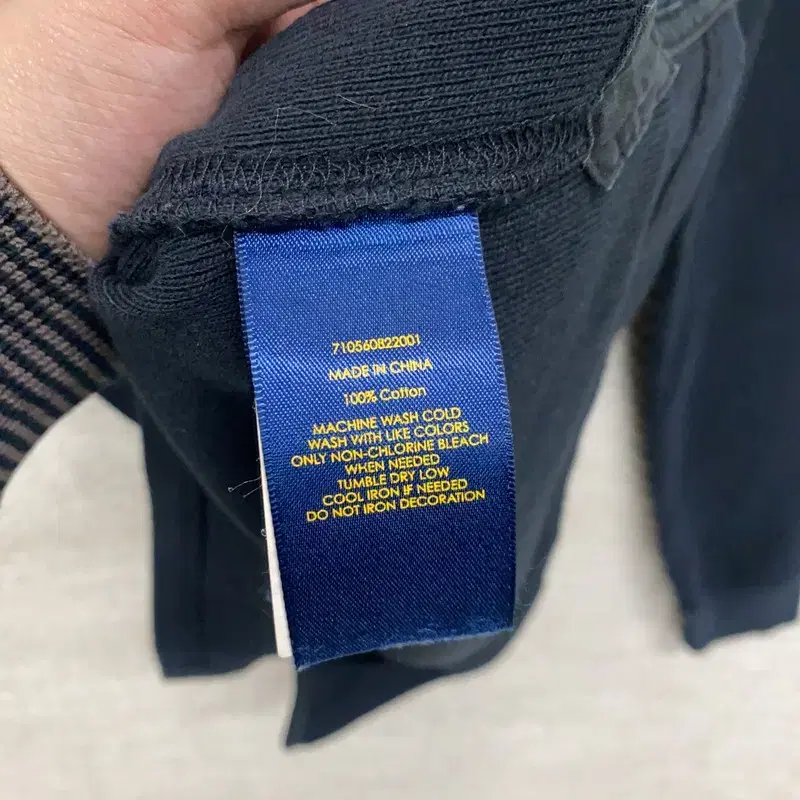 710560822001
MADE IN CHINA
100% Cotton
MACHINE WASH COLD
WASH WITH LIKE COLORS
ONLY NON-CHLORINE BLEACH
WHEN NEEDED
TUMBLE DRY LOW
COOL IRON IF NEEDED
DO NOT IRON DECORATION